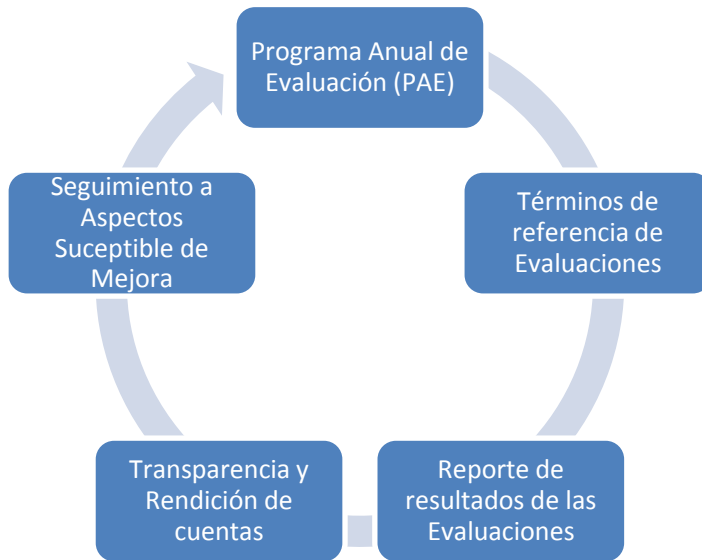 Programa Anual de
Evaluación (PAE)
Términos de
referencia de
Evaluaciones
Reporte de
resultados de las
Evaluaciones
Transparencia y
Rendición de
cuentas
Seguimiento a
Aspectos
Suceptible de
Mejora